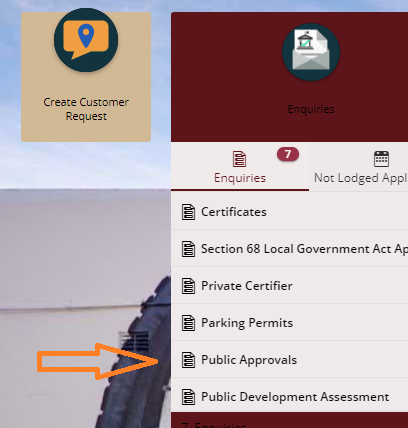 Create Customer
Request
Enquiries
7
Enquiries
Not Lodged Appl
Certificates
Section 68 Local Government Act Ap
Private Certifier
Parking Permits
Public Approvals
Public Development Assessment
7 Enquiries